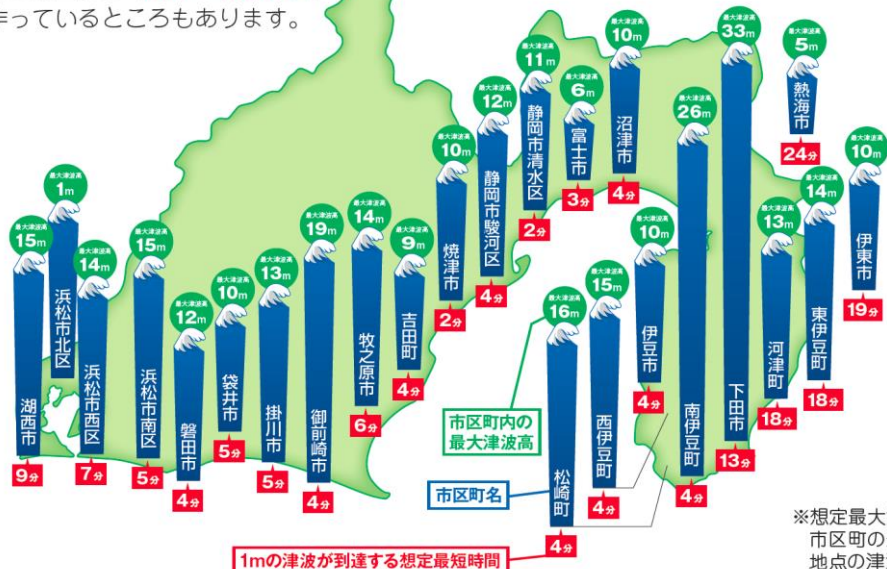 作っているところもあります。
最大津波高
15m
湖西市
9分
最大津波高
1m
浜松市北区
最大津波高
14m
浜松市西区
7分
最大津波高
15m
浜松市南区
5分
最大津波高
12m
磐田市
4分
最大津波高
10m
袋井市
5分
最大津波高
13m
掛川市
5分
最大津波高
19m
御前崎市
4分
最大津波高
14m
牧之原市
6分
最大津波高
9m
吉田町
4分
最大津波高
10m
焼津市
2分
最大津波高
12m
静岡市駿河区
4分
最大津波高
11m
静岡市清水区
2分
最大津波高
6m
富士市
3分
最大津波高
10m
沼津市
4分
最大津波高
10m
伊豆市
4分
最大津波高
15m
西伊豆町
4分
最大津波高
16m
松崎町
4分
最大津波高
26m
南伊豆町
4分
最大津波高
33m
下田市
13分
最大津波高
13m
河津町
18分
最大津波高
14m
東伊豆町
18分
最大津波高
10m
伊東市
19分
最大津波高
5m
熱海市
24分
市区町内の
最大津波高
市区町名
1mの津波が到達する想定最短時間
※想定最大
市区町の
地点の津